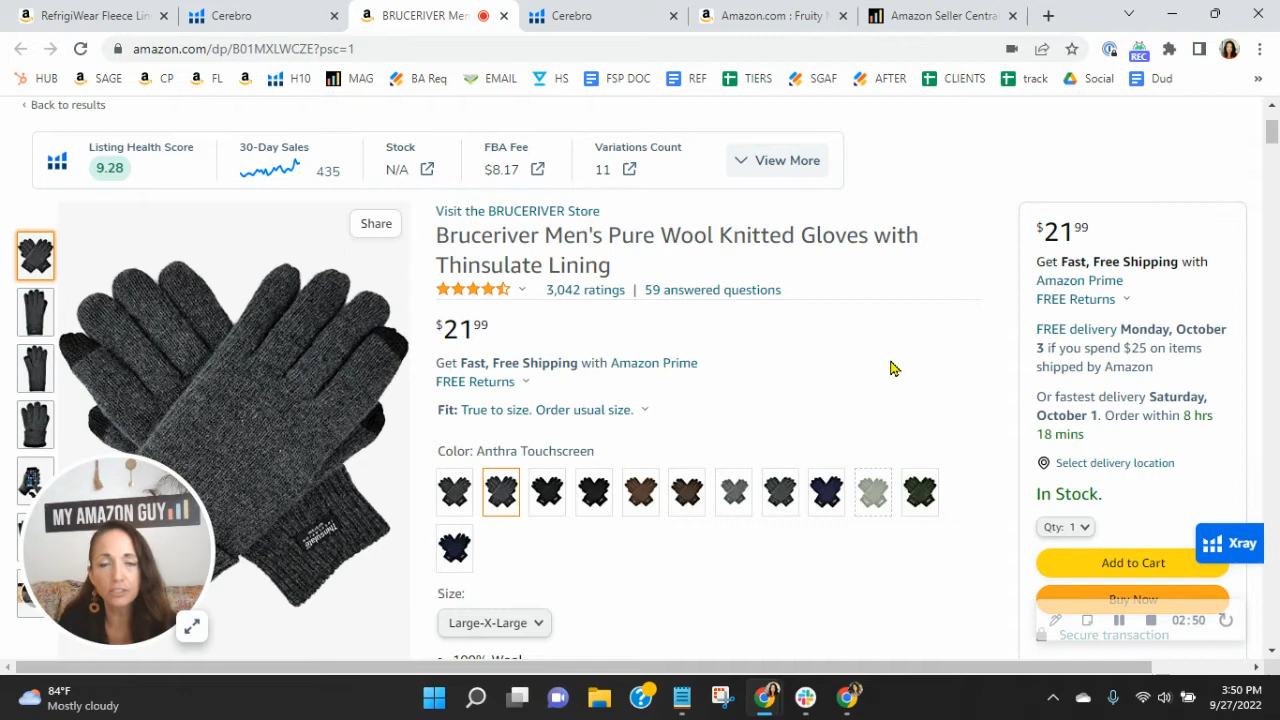 RefrigiWear Fleece Lin
Cerebro
BRUCERIVER Men
Cerebro
Amazon.com : Fruity M
Amazon Seller Centra
amazon.com/dp/B01MXLWCZE?psc=1
REC
HUB
SAGE
CP
FL
H10
MAG
BA Req
EMAIL
HS
FSP DOC
REF
TIERS
SGAF
AFTER
CLIENTS
track
Social
Dud
Back to results
Listing Health Score
9.28
30-Day Sales
435
Stock
N/A
FBA Fee
$8.17
Variations Count
11
View More
Share
Visit the BRUCERIVER Store
Bruceriver Men's Pure Wool Knitted Gloves with
Thinsulate Lining
3,042 ratings | 59 answered questions
$21 99
Get Fast, Free Shipping with Amazon Prime
FREE Returns
Fit: True to size. Order usual size.
Color: Anthra Touchscreen
Size:
Large-X-Large
100% Wool
Thinsulate
MY AMAZON GUY
$21 99
Get Fast, Free Shipping with
Amazon Prime
FREE Returns
FREE delivery Monday, October
3 if you spend $25 on items
shipped by Amazon
Or fastest delivery Saturday,
October 1. Order within 8 hrs
18 mins
Select delivery location
In Stock.
Qty: 1
Xray
Add to Cart
Buy Now
02:50
Secure transaction
84°F
Mostly cloudy
3:50 PM
9/27/2022